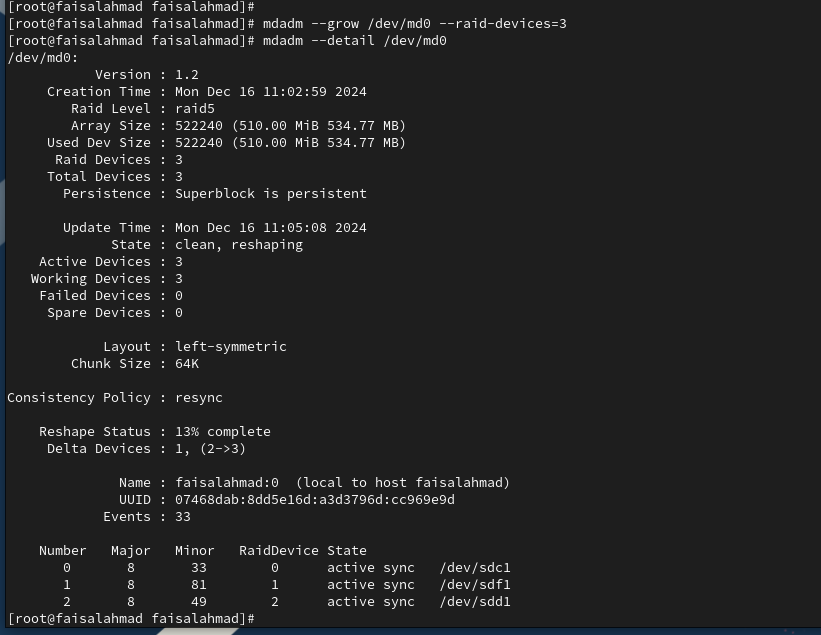 [root@faisalahmad faisalahmad]#
[root@faisalahmad faisalahmad]# mdadm --grow /dev/md0 --raid-devices=3
[root@faisalahmad faisalahmad]# mdadm --detail /dev/md0
/dev/md0:
           Version : 1.2
     Creation Time : Mon Dec 16 11:02:59 2024
        Raid Level : raid5
        Array Size : 522240 (510.00 MiB 534.77 MB)
     Used Dev Size : 522240 (510.00 MiB 534.77 MB)
      Raid Devices : 3
     Total Devices : 3
       Persistence : Superblock is persistent

       Update Time : Mon Dec 16 11:05:08 2024
             State : clean, reshaping
    Active Devices : 3
   Working Devices : 3
    Failed Devices : 0
     Spare Devices : 0

            Layout : left-symmetric
        Chunk Size : 64K

Consistency Policy : resync

    Reshape Status : 13% complete
     Delta Devices : 1, (2->3)

              Name : faisalahmad:0  (local to host faisalahmad)
              UUID : 07468dab:8dd5e16d:a3d3796d:cc969e9d
            Events : 33

    Number   Major   Minor   RaidDevice State
       0       8       33        0      active sync   /dev/sdc1
       1       8       81        1      active sync   /dev/sdf1
       2       8       49        2      active sync   /dev/sdd1
[root@faisalahmad faisalahmad]#